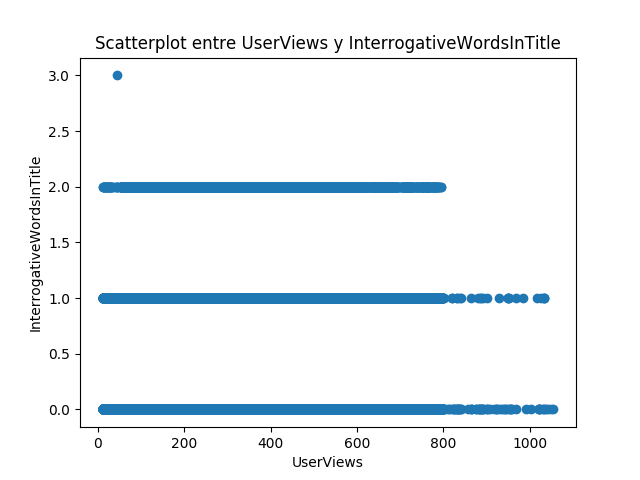 Scatterplot entre UserViews y InterrogativeWordsInTitle
3.0
2.5
2.0
1.5
1.0
0.5
0.0
InterrogativeWordsInTitle
0 200 400 600 800 1000
UserViews